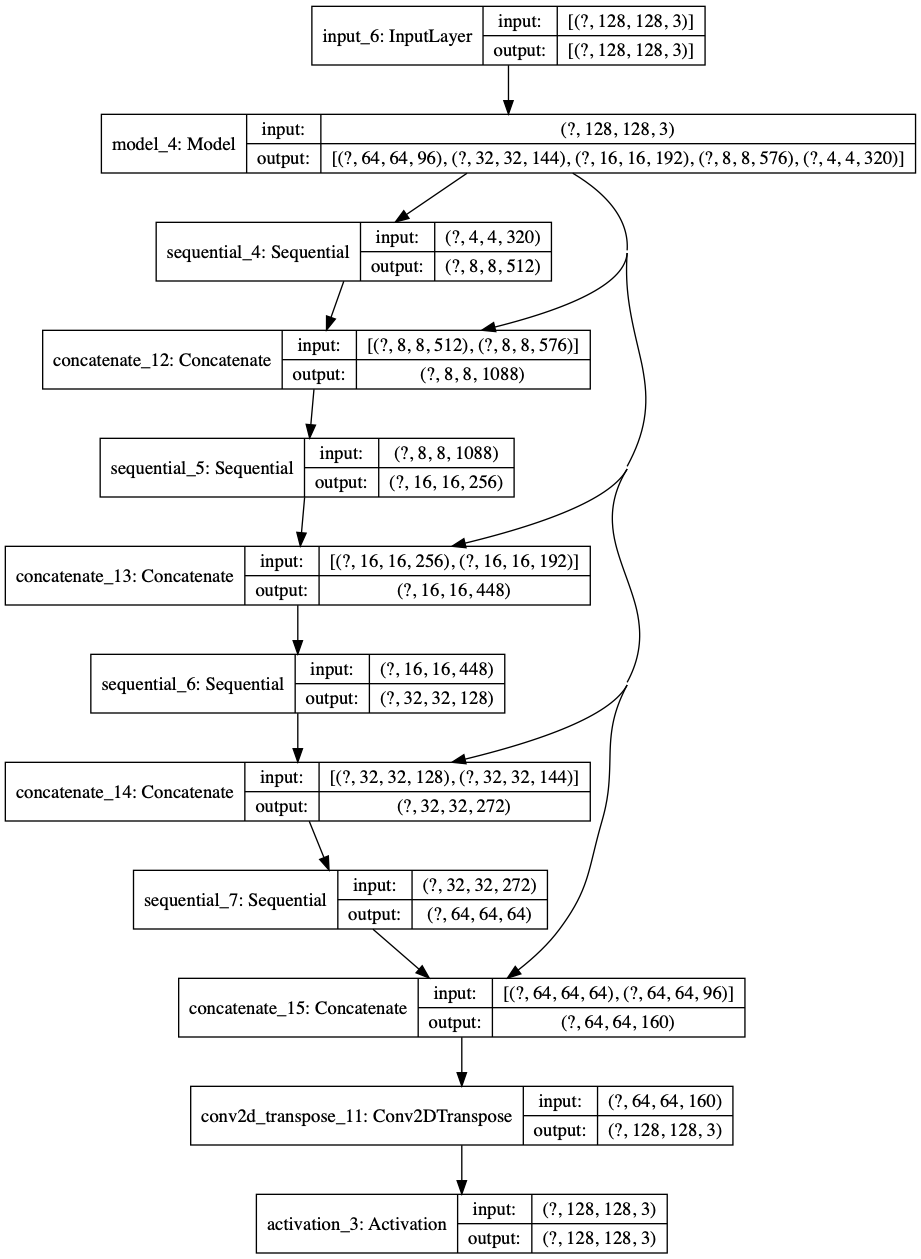 input_6: InputLayer
input: [(?, 128, 128, 3)]
output: [(?, 128, 128, 3)]
model_4: Model
input: (?, 128, 128, 3)
output: [(?, 64, 64, 96), (?, 32, 32, 144), (?, 16, 16, 192), (?, 8, 8, 576), (?, 4, 4, 320)]
sequential_4: Sequential
input: (?, 4, 4, 320)
output: (?, 8, 8, 512)
concatenate_12: Concatenate
input: [(?, 8, 8, 512), (?, 8, 8, 576)]
output: (?, 8, 8, 1088)
sequential_5: Sequential
input: (?, 8, 8, 1088)
output: (?, 16, 16, 256)
concatenate_13: Concatenate
input: [(?, 16, 16, 256), (?, 16, 16, 192)]
output: (?, 16, 16, 448)
sequential_6: Sequential
input: (?, 16, 16, 448)
output: (?, 32, 32, 128)
concatenate_14: Concatenate
input: [(?, 32, 32, 128), (?, 32, 32, 144)]
output: (?, 32, 32, 272)
sequential_7: Sequential
input: (?, 32, 32, 272)
output: (?, 64, 64, 64)
concatenate_15: Concatenate
input: [(?, 64, 64, 64), (?, 64, 64, 96)]
output: (?, 64, 64, 160)
conv2d_transpose_11: Conv2DTranspose
input: (?, 64, 64, 160)
output: (?, 128, 128, 3)
activation_3: Activation
input: (?, 128, 128, 3)
output: (?, 128, 128, 3)